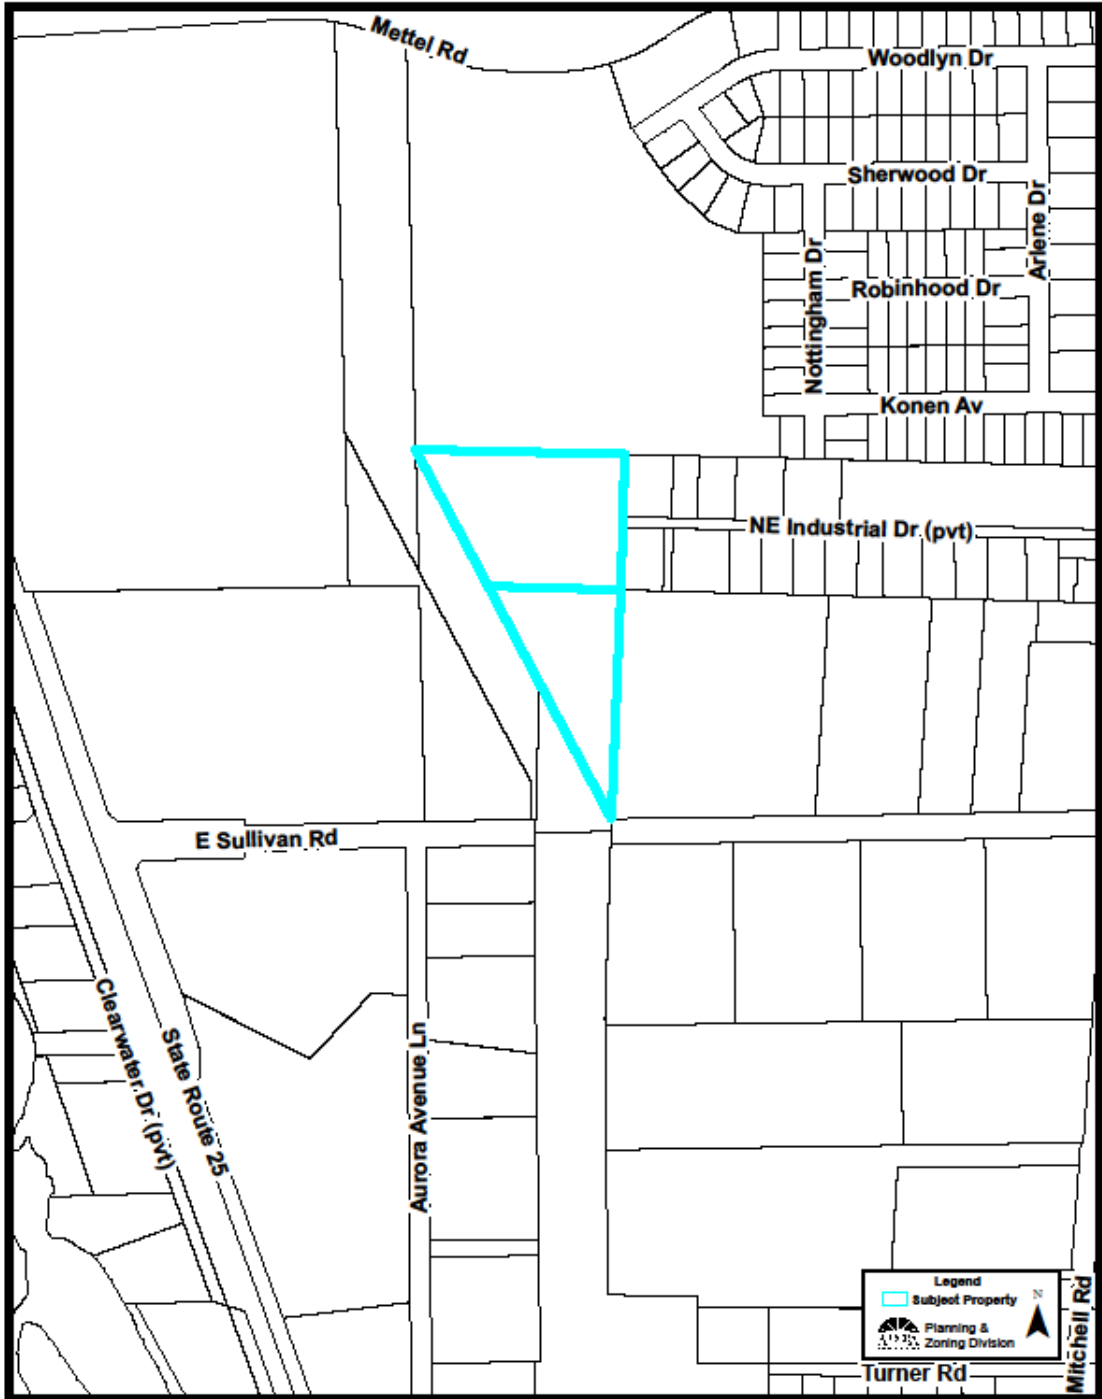 Mettel Rd
Woodlyn Dr
Sherwood Dr
Arlene Dr
Nottingham Dr
Robinhood Dr
Konen Av
NE Industrial Dr (pvt)
E Sullivan Rd
Clearwater Dr (pvt)
State Route 25
Aurora Avenue Ln
Legend
Subject Property
N
Planning &
Zoning Division
Mitchell Rd
Turner Rd